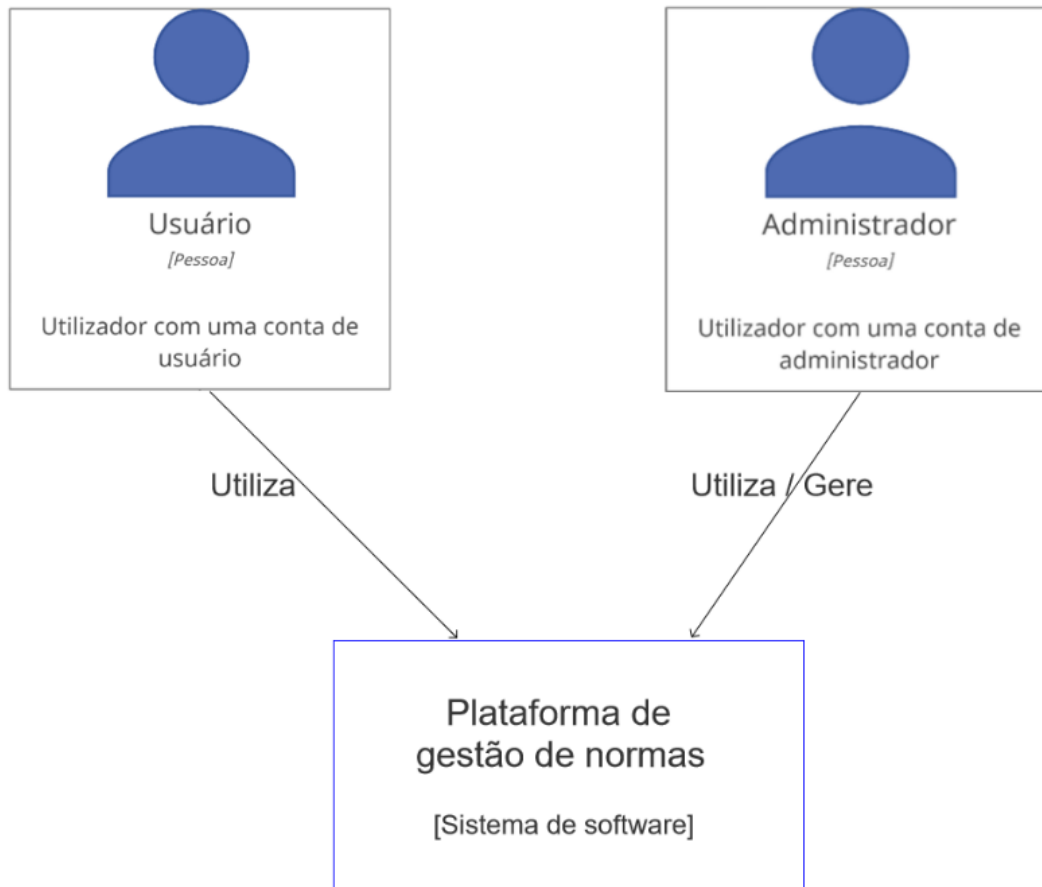 Usuário
[Pessoa]
Utilizador com uma conta de
usuário
Administrador
[Pessoa]
Utilizador com uma conta de
administrador
Utiliza
Utiliza / Gere
Plataforma de
gestão de normas
[Sistema de software]